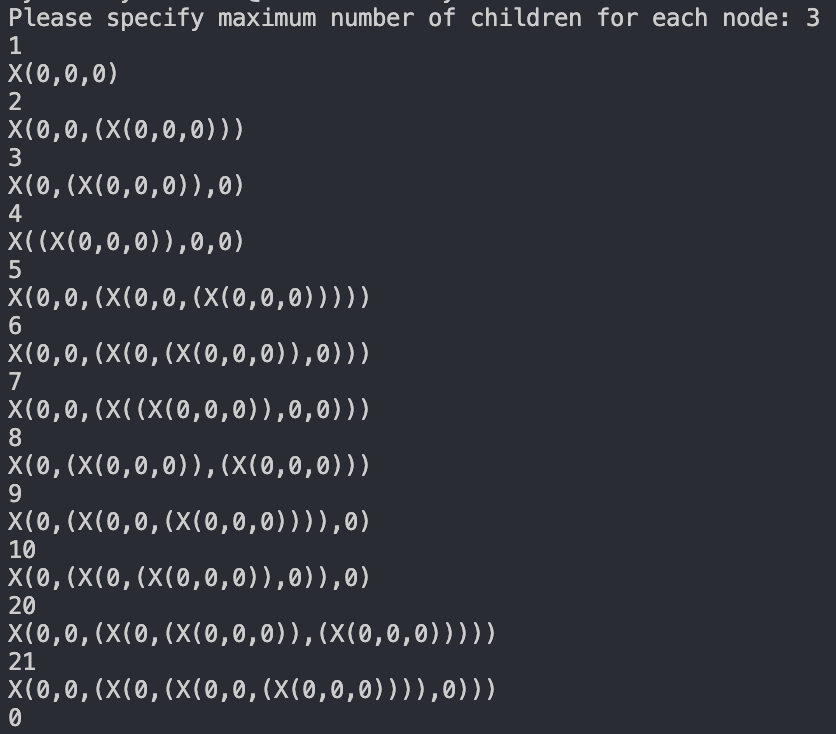 Please specify maximum number of children for each node: 3
1
X(0,0,0)
2
X(0,0,(X(0,0,0)))
3
X(0,(X(0,0,0)),0)
4
X((X(0,0,0)),0,0)
5
X(0,0,(X(0,0,(X(0,0,0)))))
6
X(0,0,(X(0,(X(0,0,0)),0)))
7
X(0,0,(X((X(0,0,0)),0,0)))
8
X(0,(X(0,0,0)),(X(0,0,0)))
9
X(0,(X(0,0,(X(0,0,0)))),0)
10
X(0,(X(0,(X(0,0,0)),0)),0)
20
X(0,0,(X(0,(X(0,0,0)),(X(0,0,0)))))
21
X(0,0,(X(0,(X(0,0,(X(0,0,0)))),0)))
0